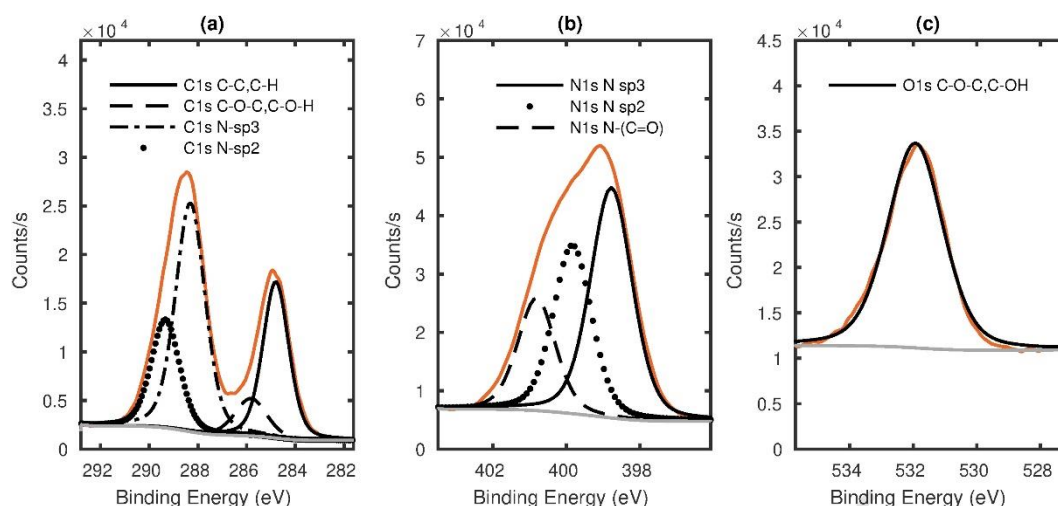 (a)
×10⁴
4
3.5
3
2.5
2
1.5
1
0.5
0
Counts/s
C1s C-C,C-H
C1s C-O-C,C-O-H
C1s N-sp3
C1s N-sp2
292 290 288 286 284 282
Binding Energy (eV)
(b)
×10⁴
7
6
5
4
3
2
1
0
Counts/s
N1s N sp3
N1s N sp2
N1s N-(C=O)
402 400 398
Binding Energy (eV)
(c)
×10⁴
4.5
4
3.5
3
2.5
2
1.5
1
0.5
0
Counts/s
O1s C-O-C,C-OH
534 532 530 528
Binding Energy (eV)